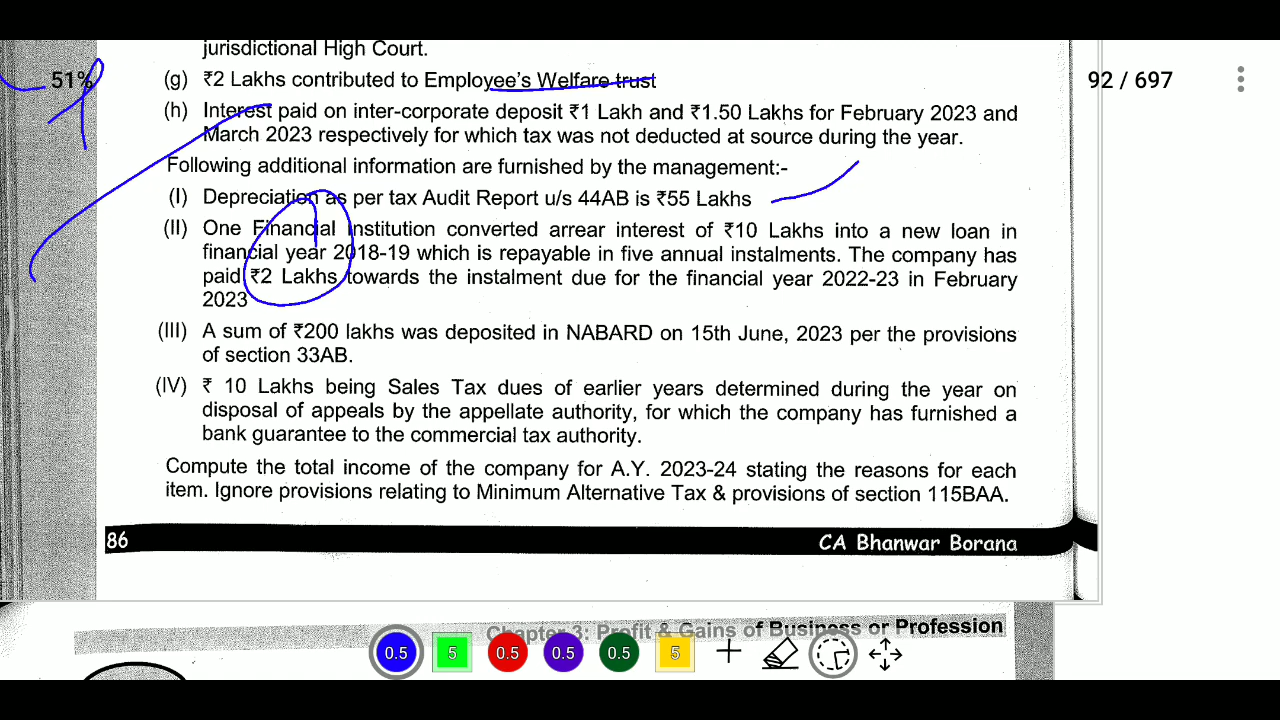 jurisdictional High Court.
51%
(g) ₹2 Lakhs contributed to Employee's Welfare trust
92 / 697
(h) Interest paid on inter-corporate deposit ₹1 Lakh and ₹1.50 Lakhs for February 2023 and
March 2023 respectively for which tax was not deducted at source during the year.
Following additional information are furnished by the management:-
(I) Depreciation as per tax Audit Report u/s 44AB is ₹55 Lakhs
(II) One Financial Institution converted arrear interest of ₹10 Lakhs into a new loan in
financial year 2018-19 which is repayable in five annual instalments. The company has
paid ₹2 Lakhs towards the instalment due for the financial year 2022-23 in February
2023
(III) A sum of ₹200 lakhs was deposited in NABARD on 15th June, 2023 per the provisions
of section 33AB.
(IV) ₹ 10 Lakhs being Sales Tax dues of earlier years determined during the year on
disposal of appeals by the appellate authority, for which the company has furnished a
bank guarantee to the commercial tax authority.
Compute the total income of the company for A.Y. 2023-24 stating the reasons for each
item. Ignore provisions relating to Minimum Alternative Tax & provisions of section 115BAA.
86
CA Bhanwar Borana
Chapter 3: Profit & Gains of Business or Profession
0.5 5 0.5 0.5 0.5 5